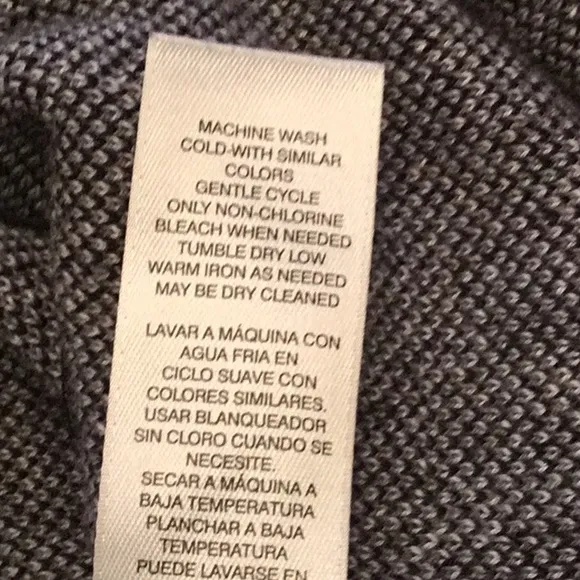 MACHINE WASH
COLD-WITH SIMILAR
COLORS
GENTLE CYCLE
ONLY NON-CHLORINE
BLEACH WHEN NEEDED
TUMBLE DRY LOW
WARM IRON AS NEEDED
MAY BE DRY CLEANED
LAVAR A MÁQUINA CON
AGUA FRIA EN
CICLO SUAVE CON
COLORES SIMILARES.
USAR BLANQUEADOR
SIN CLORO CUANDO SE
NECESITE.
SECAR A MÁQUINA A
BAJA TEMPERATURA
PLANCHAR A BAJA
TEMPERATURA
PUEDE LAVARSE EN